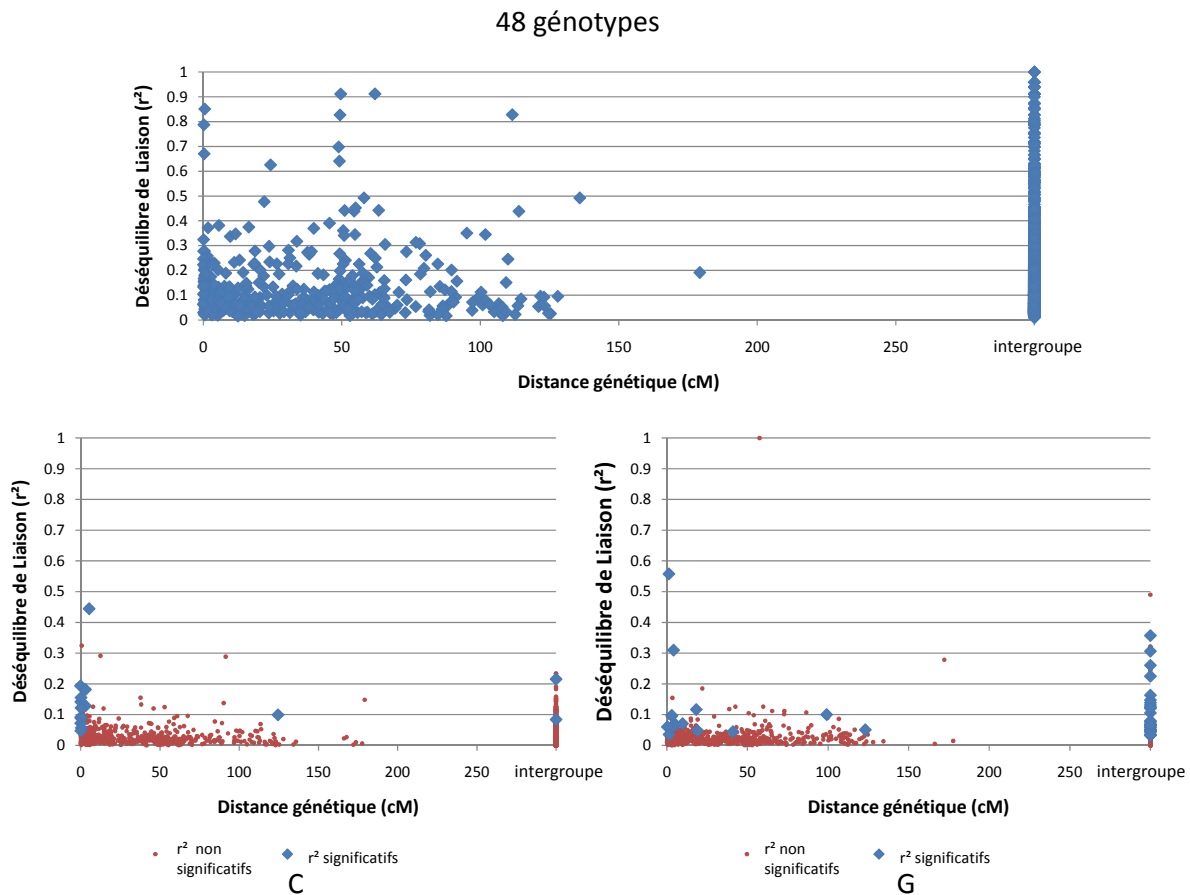 48 génotypes
1
0.9
0.8
0.7
0.6
0.5
0.4
0.3
0.2
0.1
0
Déséquilibre de Liaison (r²)
0 50 100 150 200 250 intergroupe
Distance génétique (cM)
1
0.9
0.8
0.7
0.6
0.5
0.4
0.3
0.2
0.1
0
Déséquilibre de Liaison (r²)
0 50 100 150 200 250 intergroupe
Distance génétique (cM)
r² non
significatifs
r² significatifs
C
1
0.9
0.8
0.7
0.6
0.5
0.4
0.3
0.2
0.1
0
Déséquilibre de Liaison (r²)
0 50 100 150 200 250 intergroupe
Distance génétique (cM)
r² non
significatifs
r² significatifs
G